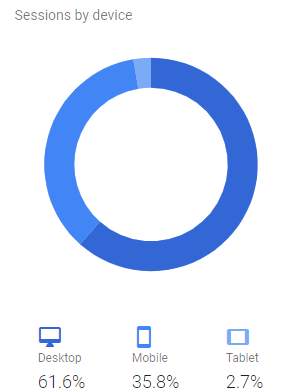 Sessions by device
Desktop Mobile Tablet
61.6% 35.8% 2.7%